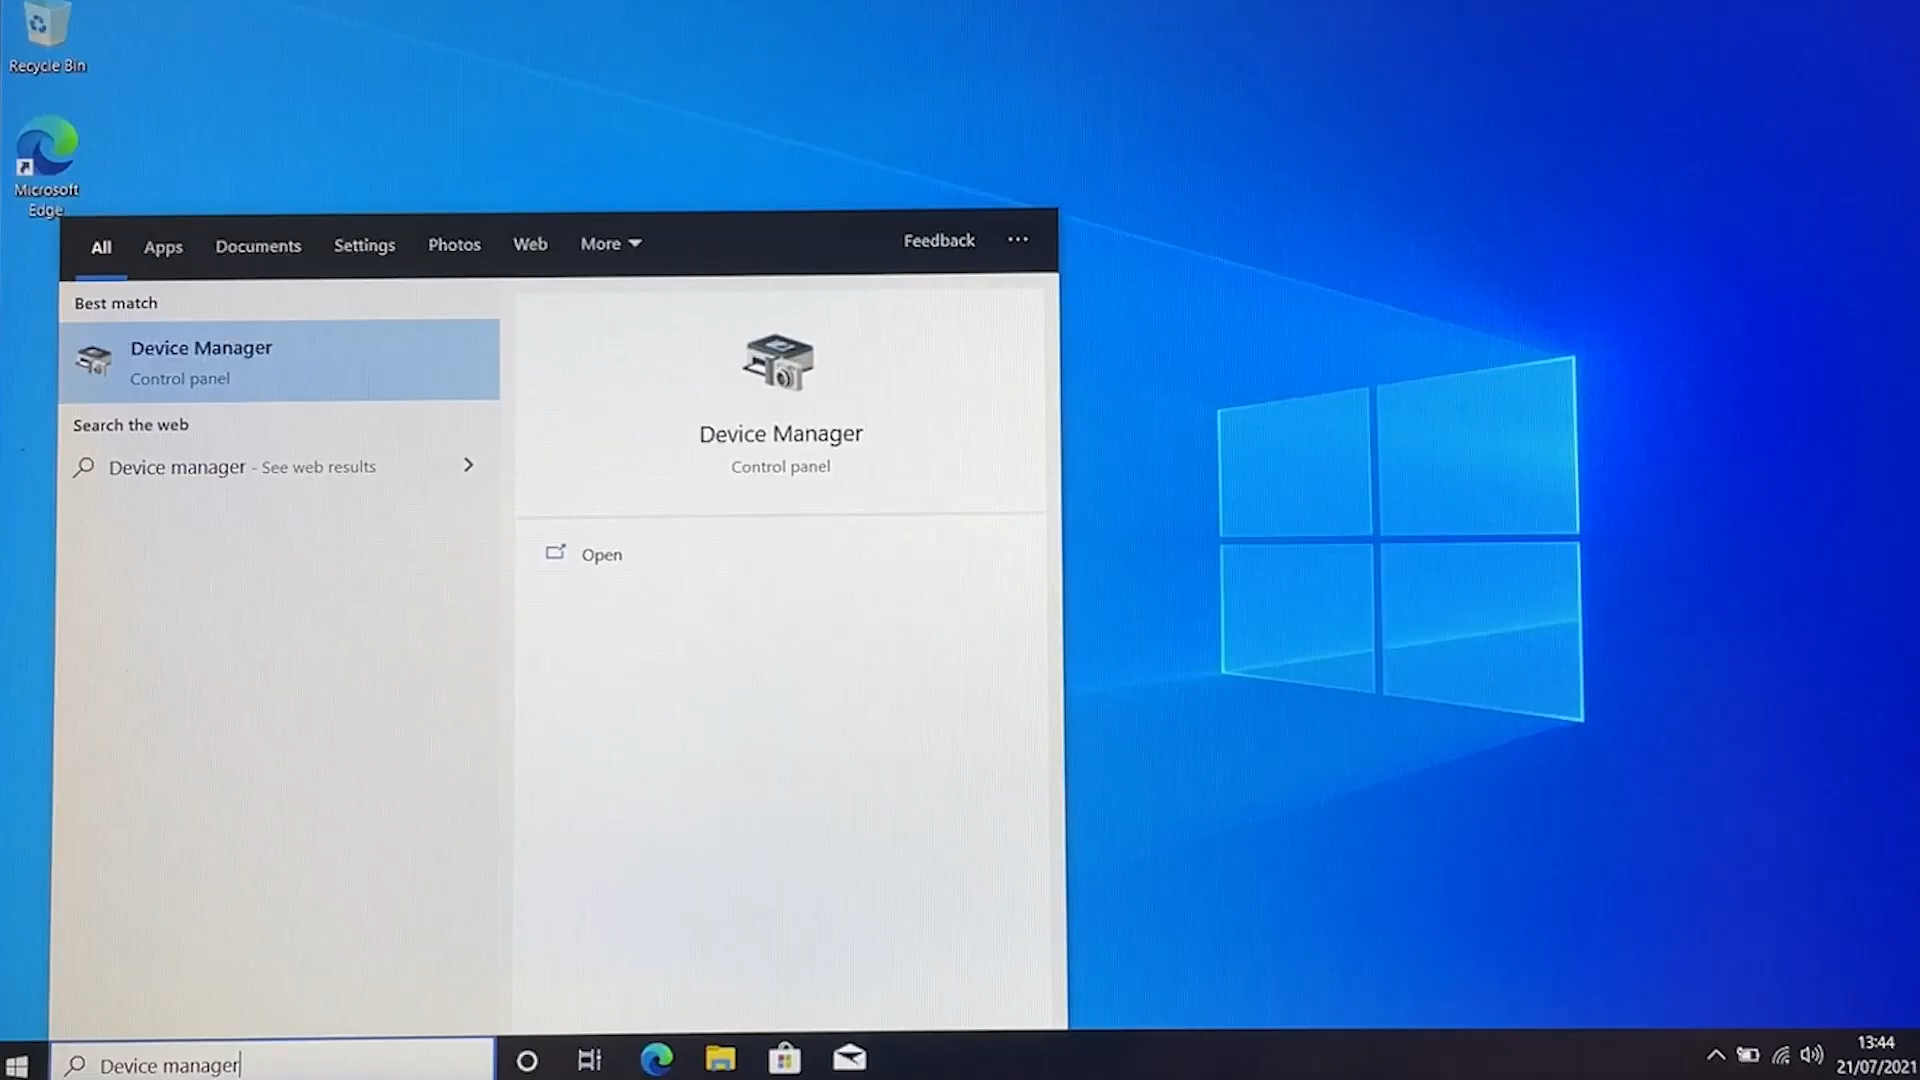 Recycle Bin
Microsoft
Edge
All Apps Documents Settings Photos Web More Feedback ···
Best match
Device Manager
Control panel
Search the web
Device manager - See web results
Device Manager
Control panel
Open
Device manager
13:44
21/07/2021